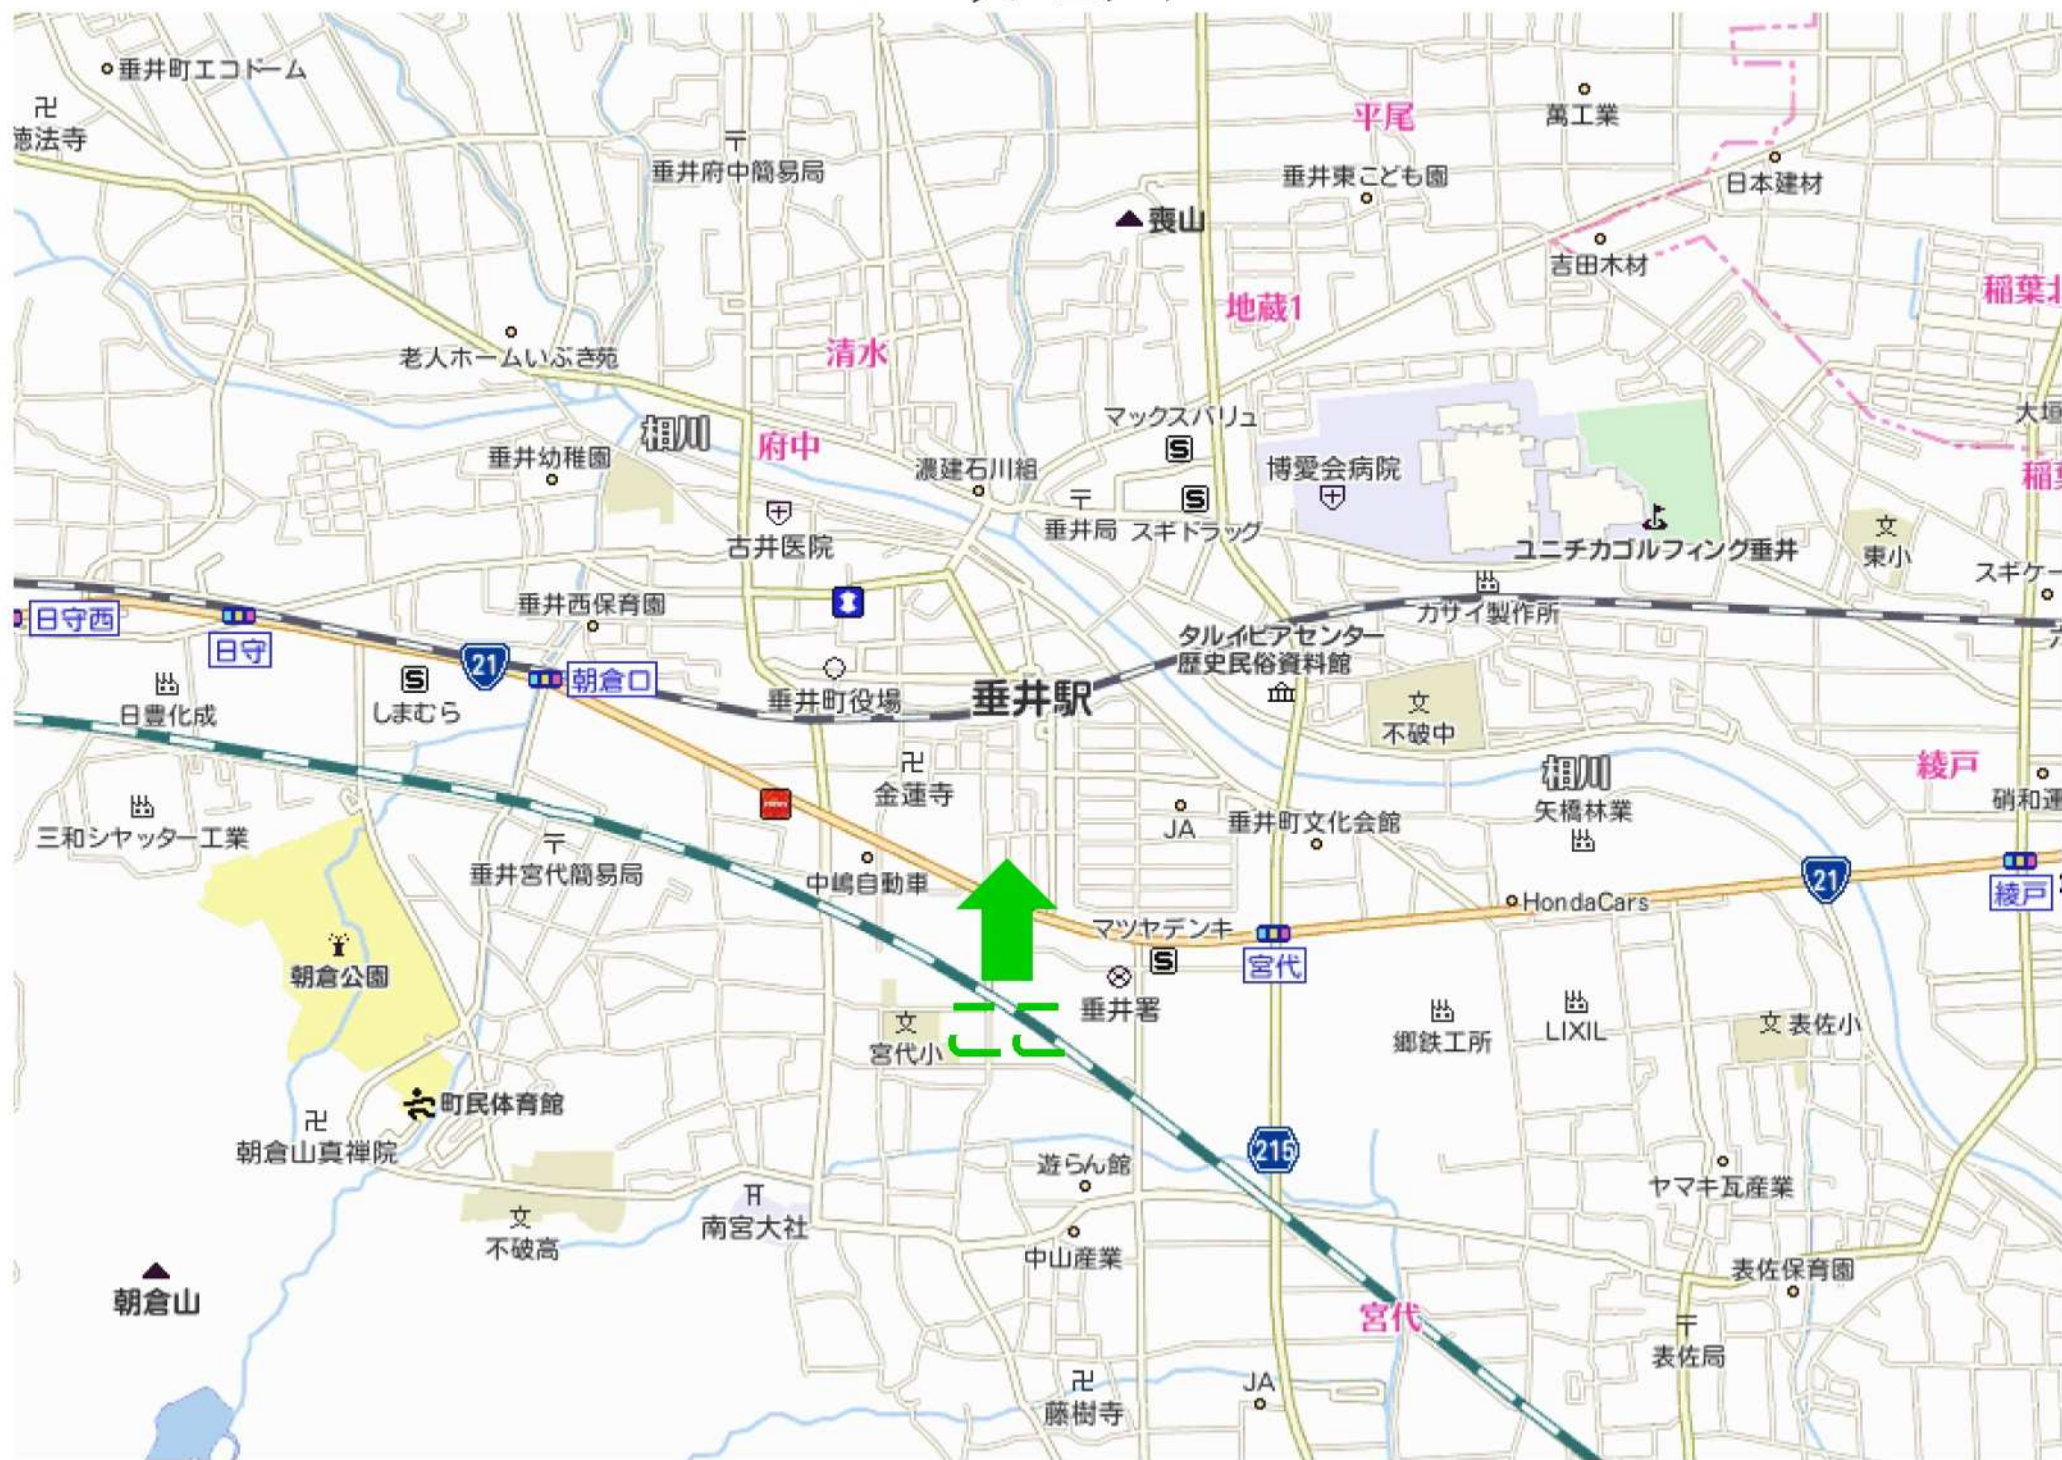 垂井町エコドーム
徳法寺
垂井府中簡易局
平尾
萬工業
垂井東こども園
日本建材
喪山
吉田木材
地蔵1
稲葉北
老人ホームいぶき苑
清水
相川
府中
マックスバリュ
S
大垣
垂井幼稚園
濃建石川組
博愛会病院
稲葉
垂井局
S
スギドラッグ
古井医院
ユニチカゴルフィング垂井
文
東小
スギケー
日守西
日守
垂井西保育園
カサイ製作所
タルイピアセンター
歴史民俗資料館
21
朝倉口
S
しまむら
日豊化成
垂井町役場
垂井駅
文
不破中
相川
綾戸
金蓮寺
JA
垂井町文化会館
矢橋林業
硝和運
三和シヤッター工業
垂井宮代簡易局
中嶋自動車
マツヤデンキ
S
HondaCars
21
綾戸
宮代
朝倉公園
垂井署
文
宮代小
郷鉄工所
LIXIL
文 表佐小
町民体育館
朝倉山真禅院
215
遊らん館
ヤマキ瓦産業
文
不破高
南宮大社
中山産業
表佐保育園
朝倉山
宮代
表佐局
藤樹寺
JA